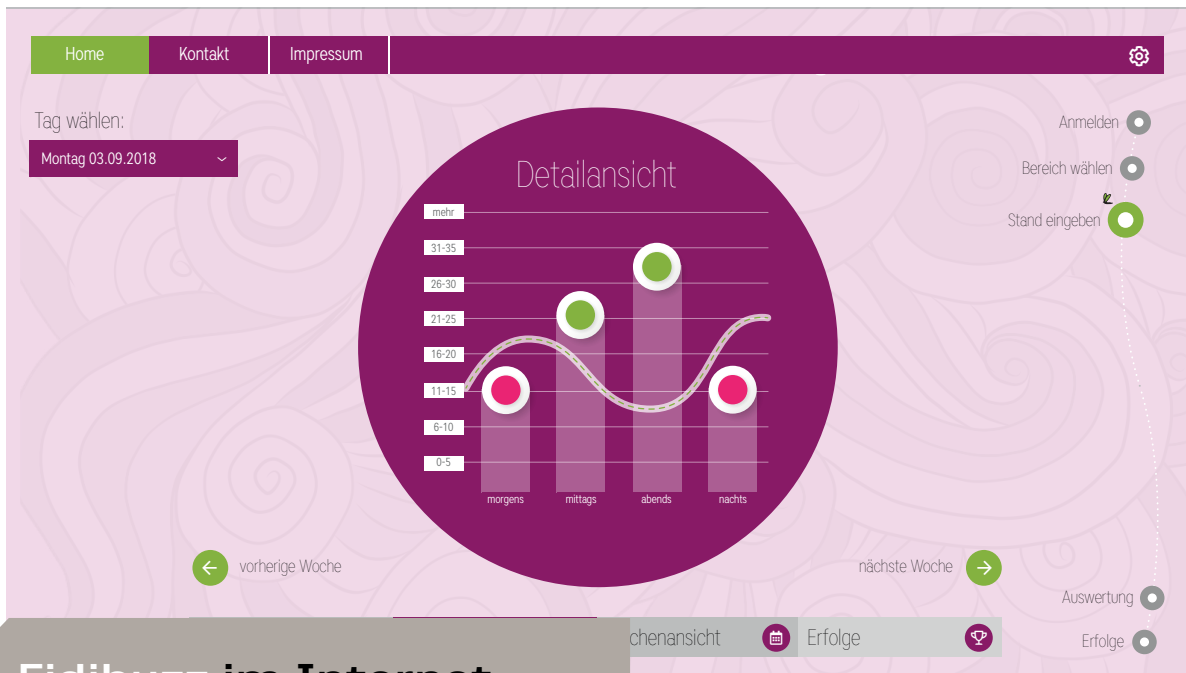 Home Kontakt Impressum
Tag wählen:
Montag 03.09.2018
Detailansicht
mehr
31-35
26-30
21-25
16-20
11-15
6-10
0-5
morgens mittags abends nachts
Anmelden
Bereich wählen
Stand eingeben
vorherige Woche
nächste Woche
Auswertung
Erfolge
chenansicht
Erfolge
im Internet